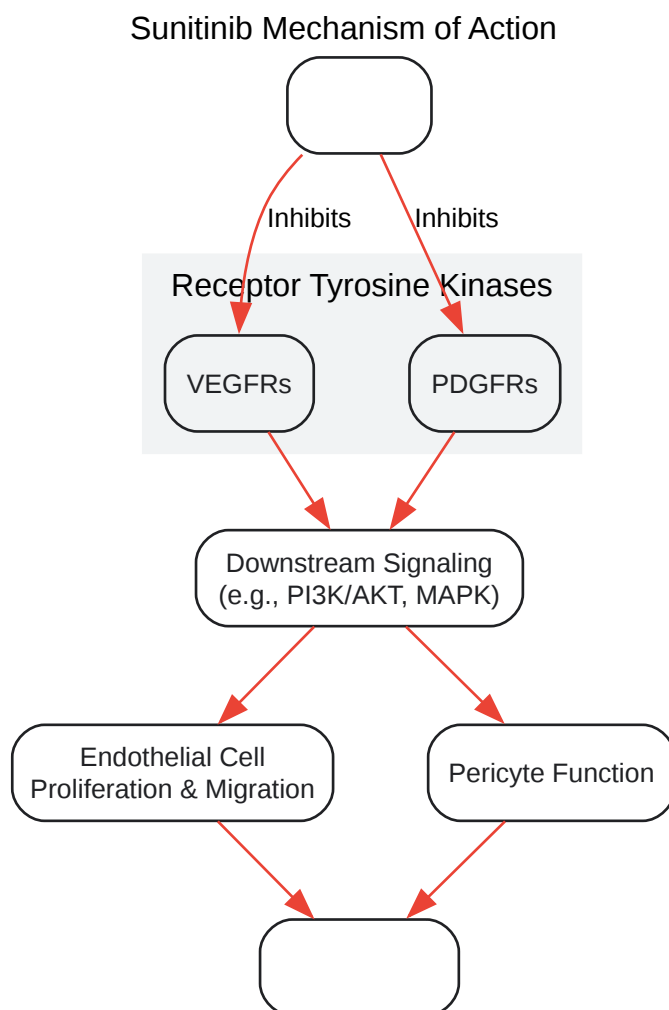 Sunitinib Mechanism of Action
Inhibits
Inhibits
Receptor Tyrosine Kinases
VEGFRs
PDGFRs
Downstream Signaling
(e.g., PI3K/AKT, MAPK)
Endothelial Cell
Proliferation & Migration
Pericyte Function